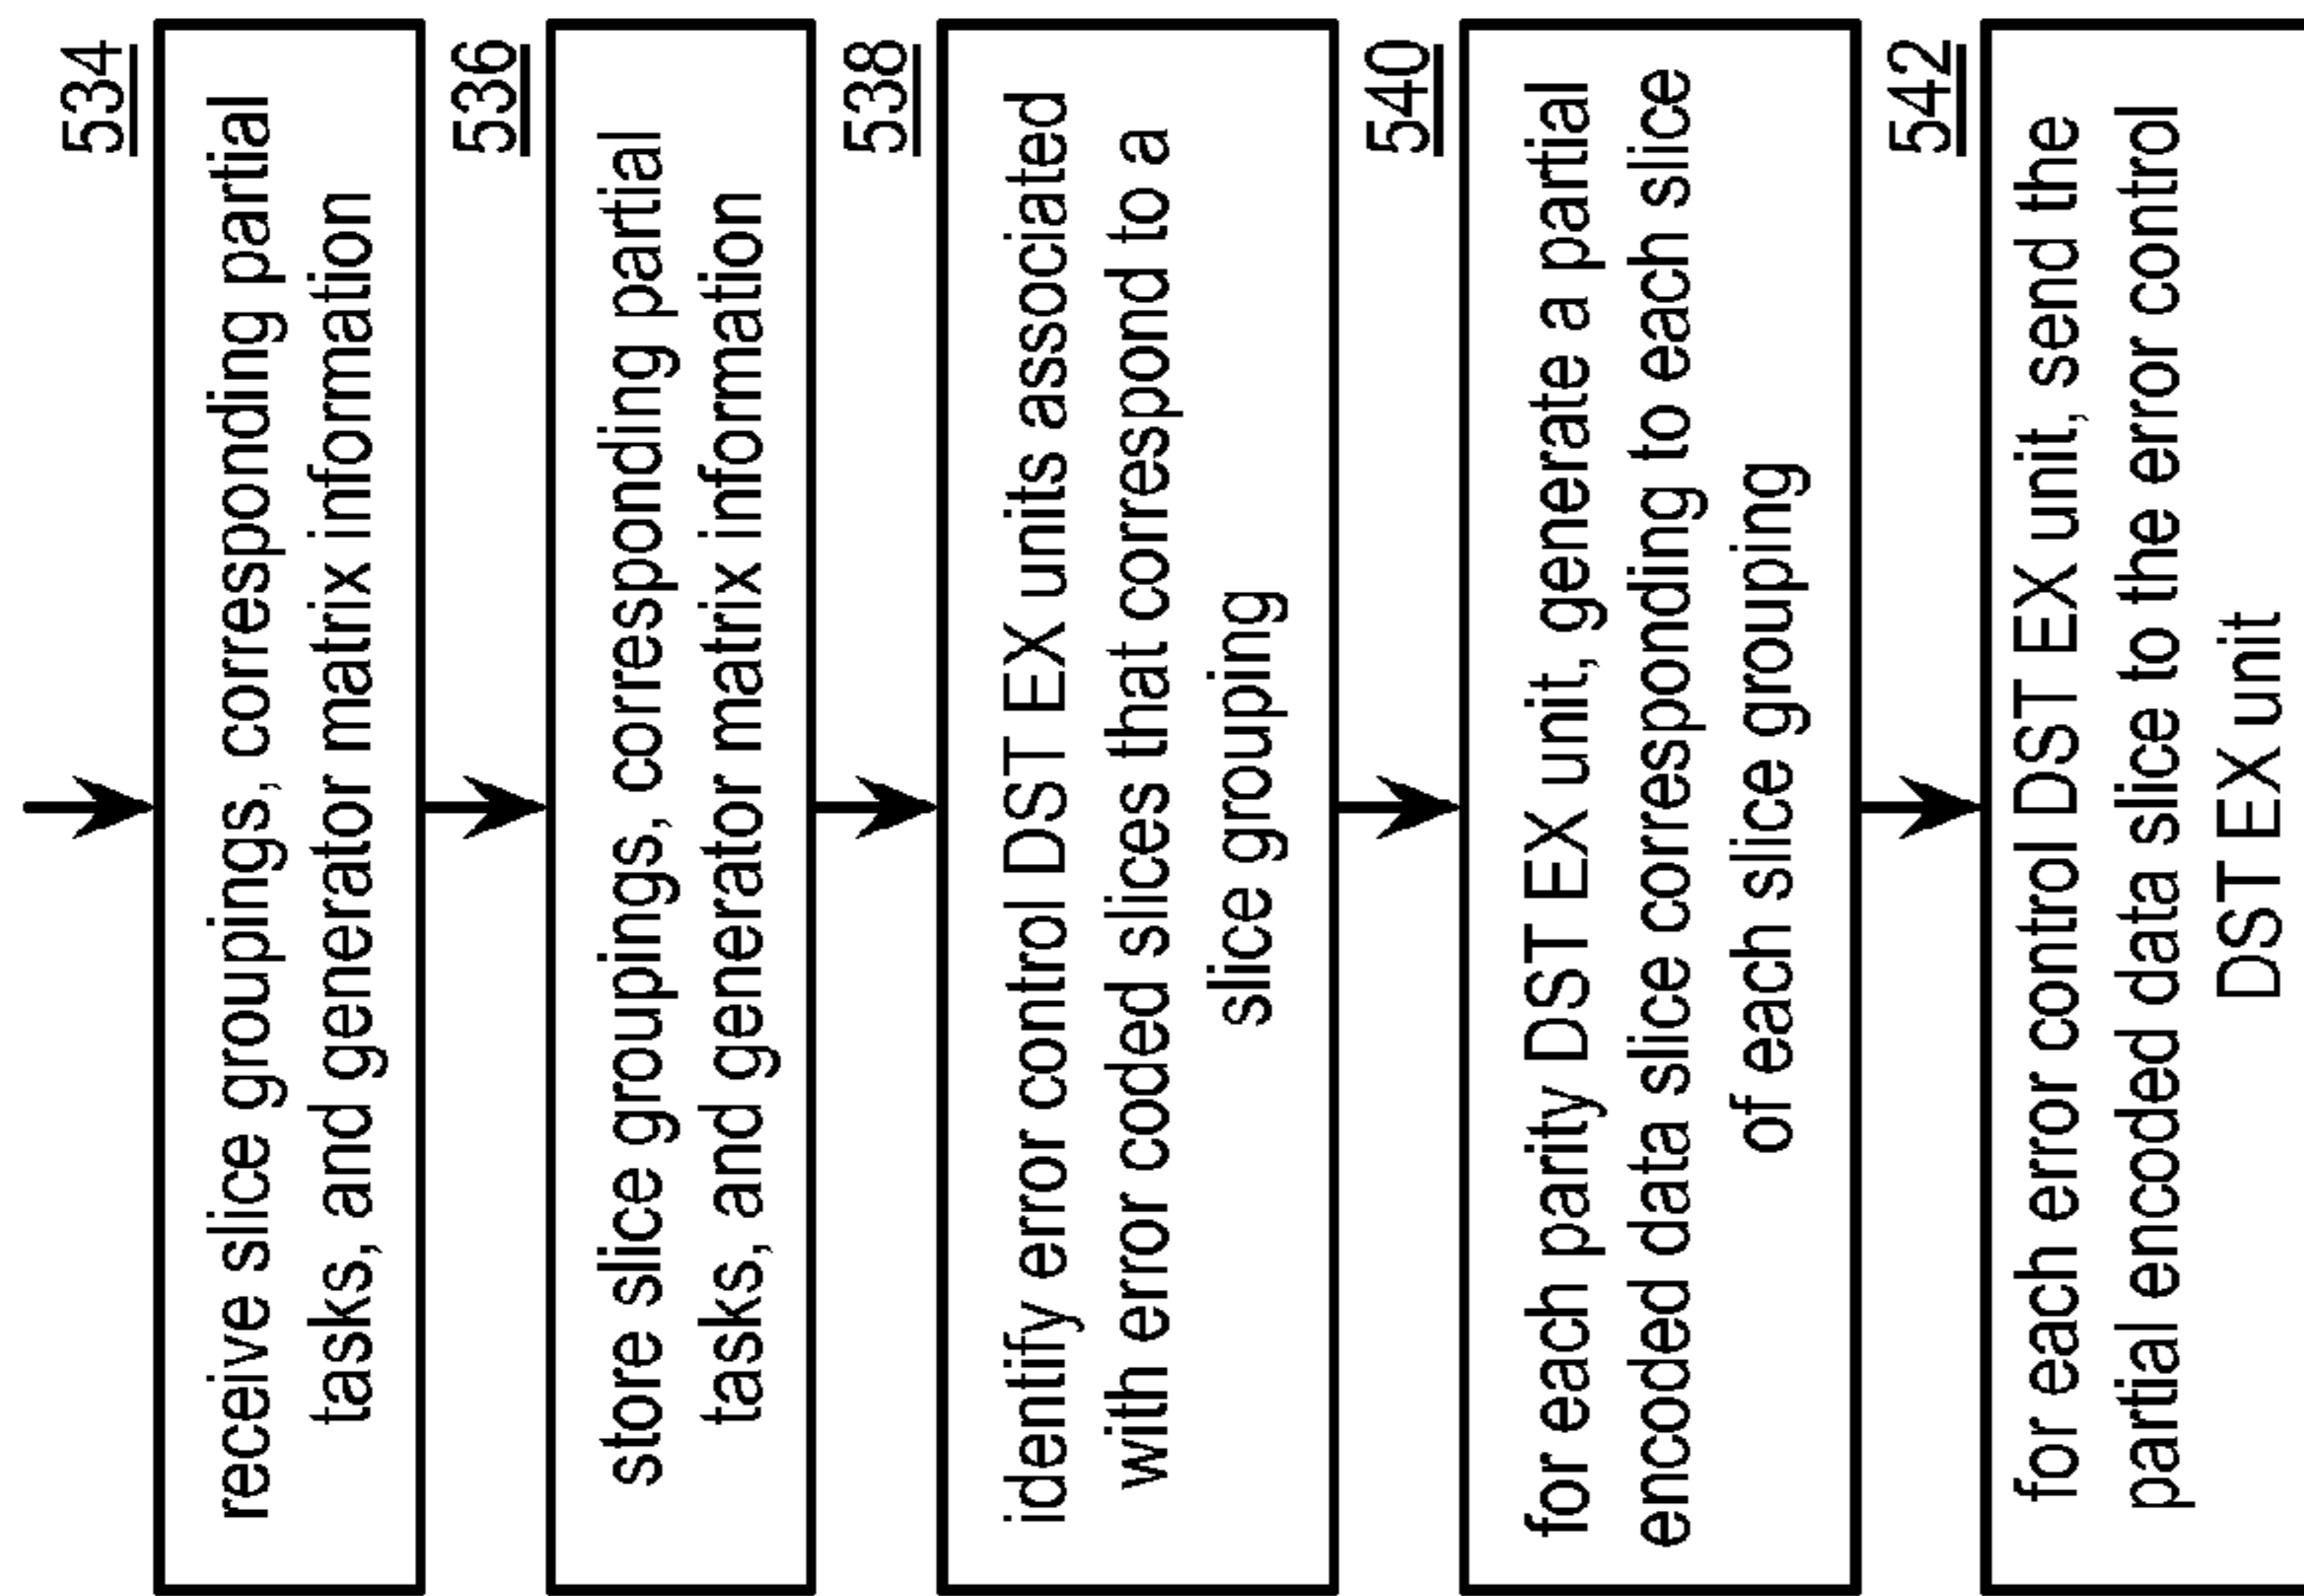 534
receive slice groupings, corresponding partial
tasks, and generator matrix information
536
store slice groupings, corresponding partial
tasks, and generator matrix information
538
identify error control DST EX units associated
with error coded slices that correspond to a
slice grouping
540
for each parity DST EX unit, generate a partial
encoded data slice corresponding to each slice
of each slice grouping
542
for each error control DST EX unit, send the
partial encoded data slice to the error control
DST EX unit